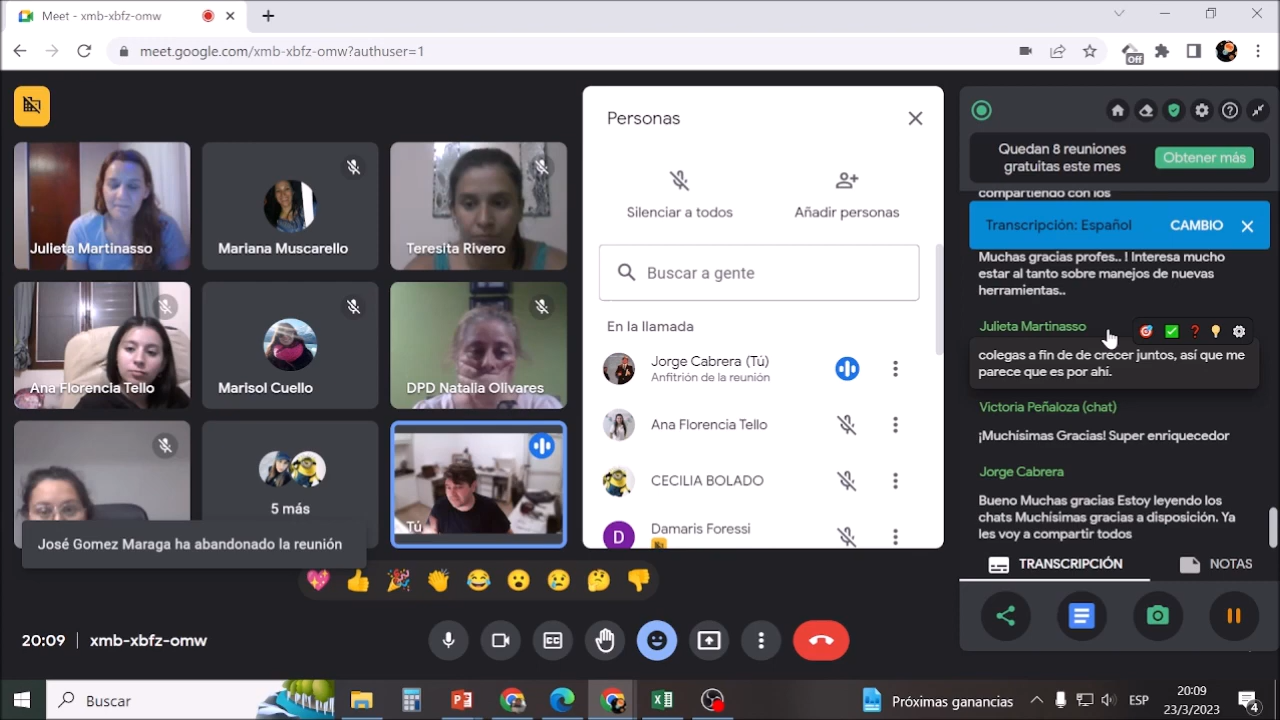 Meet - xmb-xbfz-omw
meet.google.com/xmb-xbfz-omw?authuser=1
Off
Julieta Martinasso
Mariana Muscarello
Teresita Rivero
Ana Florencia Tello
Marisol Cuello
DPD Natalia Olivares
5 más
Tú
José Gomez Maraga ha abandonado la reunión
Personas
Silenciar a todos
Añadir personas
Buscar a gente
En la llamada
Jorge Cabrera (Tú)
Anfitrión de la reunión
Ana Florencia Tello
CECILIA BOLADO
D
Damaris Foressi
Quedan 8 reuniones
gratuitas este mes
Obtener más
compartiendo con los
Transcripción: Español
CAMBIO
Muchas gracias profes.. ! Interesa mucho
estar al tanto sobre manejos de nuevas
herramientas..
Julieta Martinasso
colegas a fin de de crecer juntos, así que me
parece que es por ahí.
Victoria Peñaloza (chat)
¡Muchisimas Gracias! Super enriquecedor
Jorge Cabrera
Bueno Muchas gracias Estoy leyendo los
chats Muchísimas gracias a disposición. Ya
les voy a compartir todos
TRANSCRIPCIÓN
NOTAS
20:09
xmb-xbfz-omw
Buscar
Próximas ganancias
ESP
20:09
23/3/2023
4